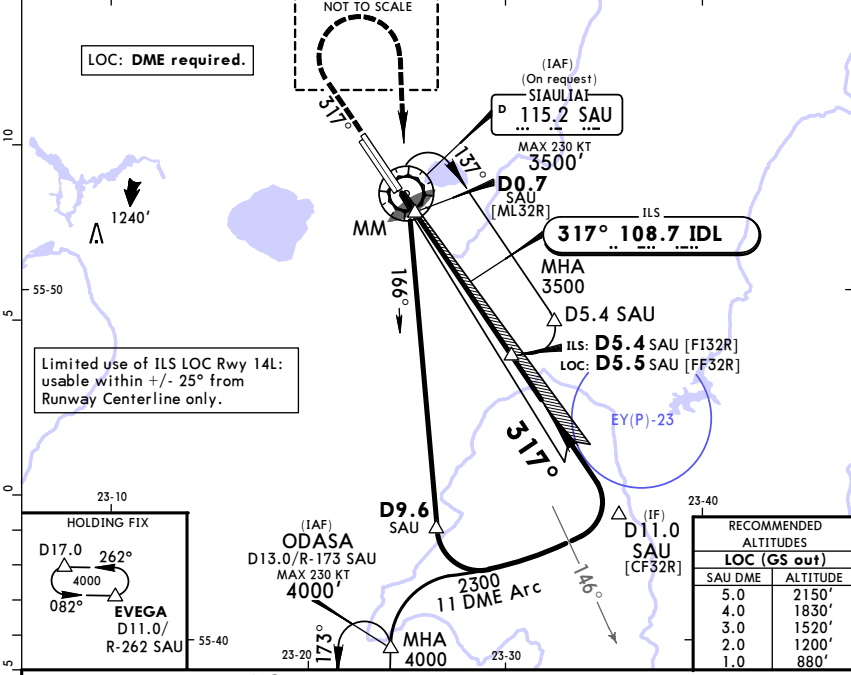 NOT TO SCALE
LOC: DME required.
317°
(IAF)
(On request)
SIAULIAI
D 115.2 SAU
MAX 230 KT
3500'
137°
D0.7
SAU
[ML32R]
10
1240'
MM
ILS
317° 108.7 IDL
166°
MHA
3500
55-50
5
D5.4 SAU
ILS: D5.4 SAU [FI32R]
LOC: D5.5 SAU [FF32R]
Limited use of ILS LOC Rwy 14L:
usable within +/- 25° from
Runway Centerline only.
EY(P)-23
317°
0
23-10
23-40
D9.6
SAU
(IF)
D11.0
SAU
[CF32R]
HOLDING FIX
D17.0
262°
4000
082°
EVEGA
D11.0/
R-262 SAU
(IAF)
ODASA
D13.0/R-173 SAU
MAX 230 KT
4000'
2300
11 DME Arc
146°
RECOMMENDED
ALTITUDES
LOC (GS out)
SAU DME ALTITUDE
5.0 2150'
4.0 1830'
3.0 1520'
2.0 1200'
1.0 880'
55-40
23-20
173°
MHA
4000
23-30
5